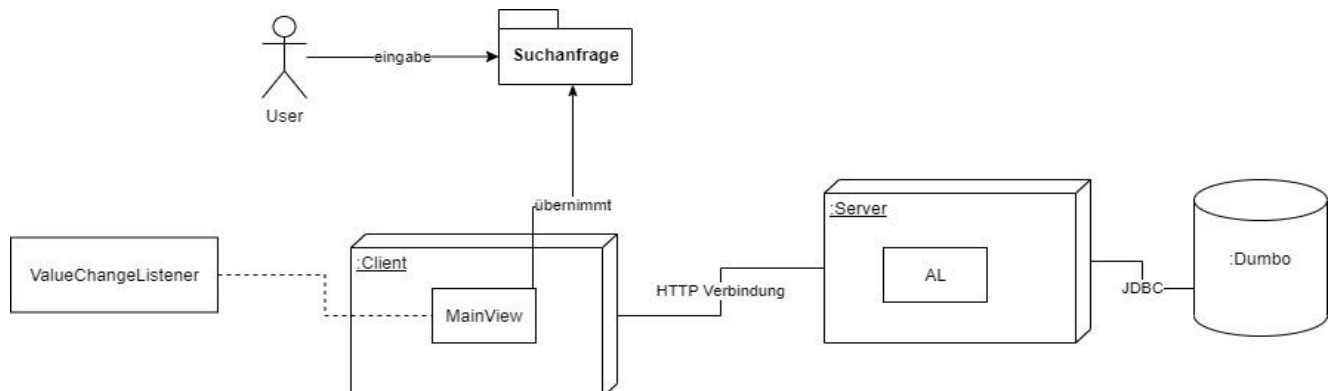 eingabe
Suchanfrage
User
übernimmt
:Server
:Client
ValueChangeListener
:Dumbo
AL
HTTP Verbindung
JDBC
MainView